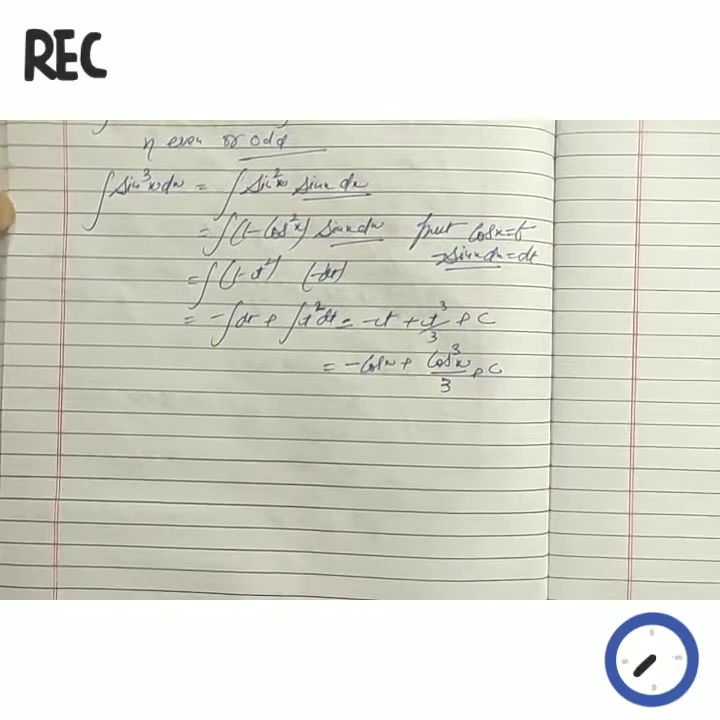 REC
n even or odd
∫sin³x dx = ∫sin²x sinx dx
= ∫(1-cos²x) sinx dx put cosx=t
-sinx dx = dt
= ∫(1-t²) (-dt)
= -∫dt + ∫t²dt = -t + t³/3 + C
= -cosx + cos³x/3 + C